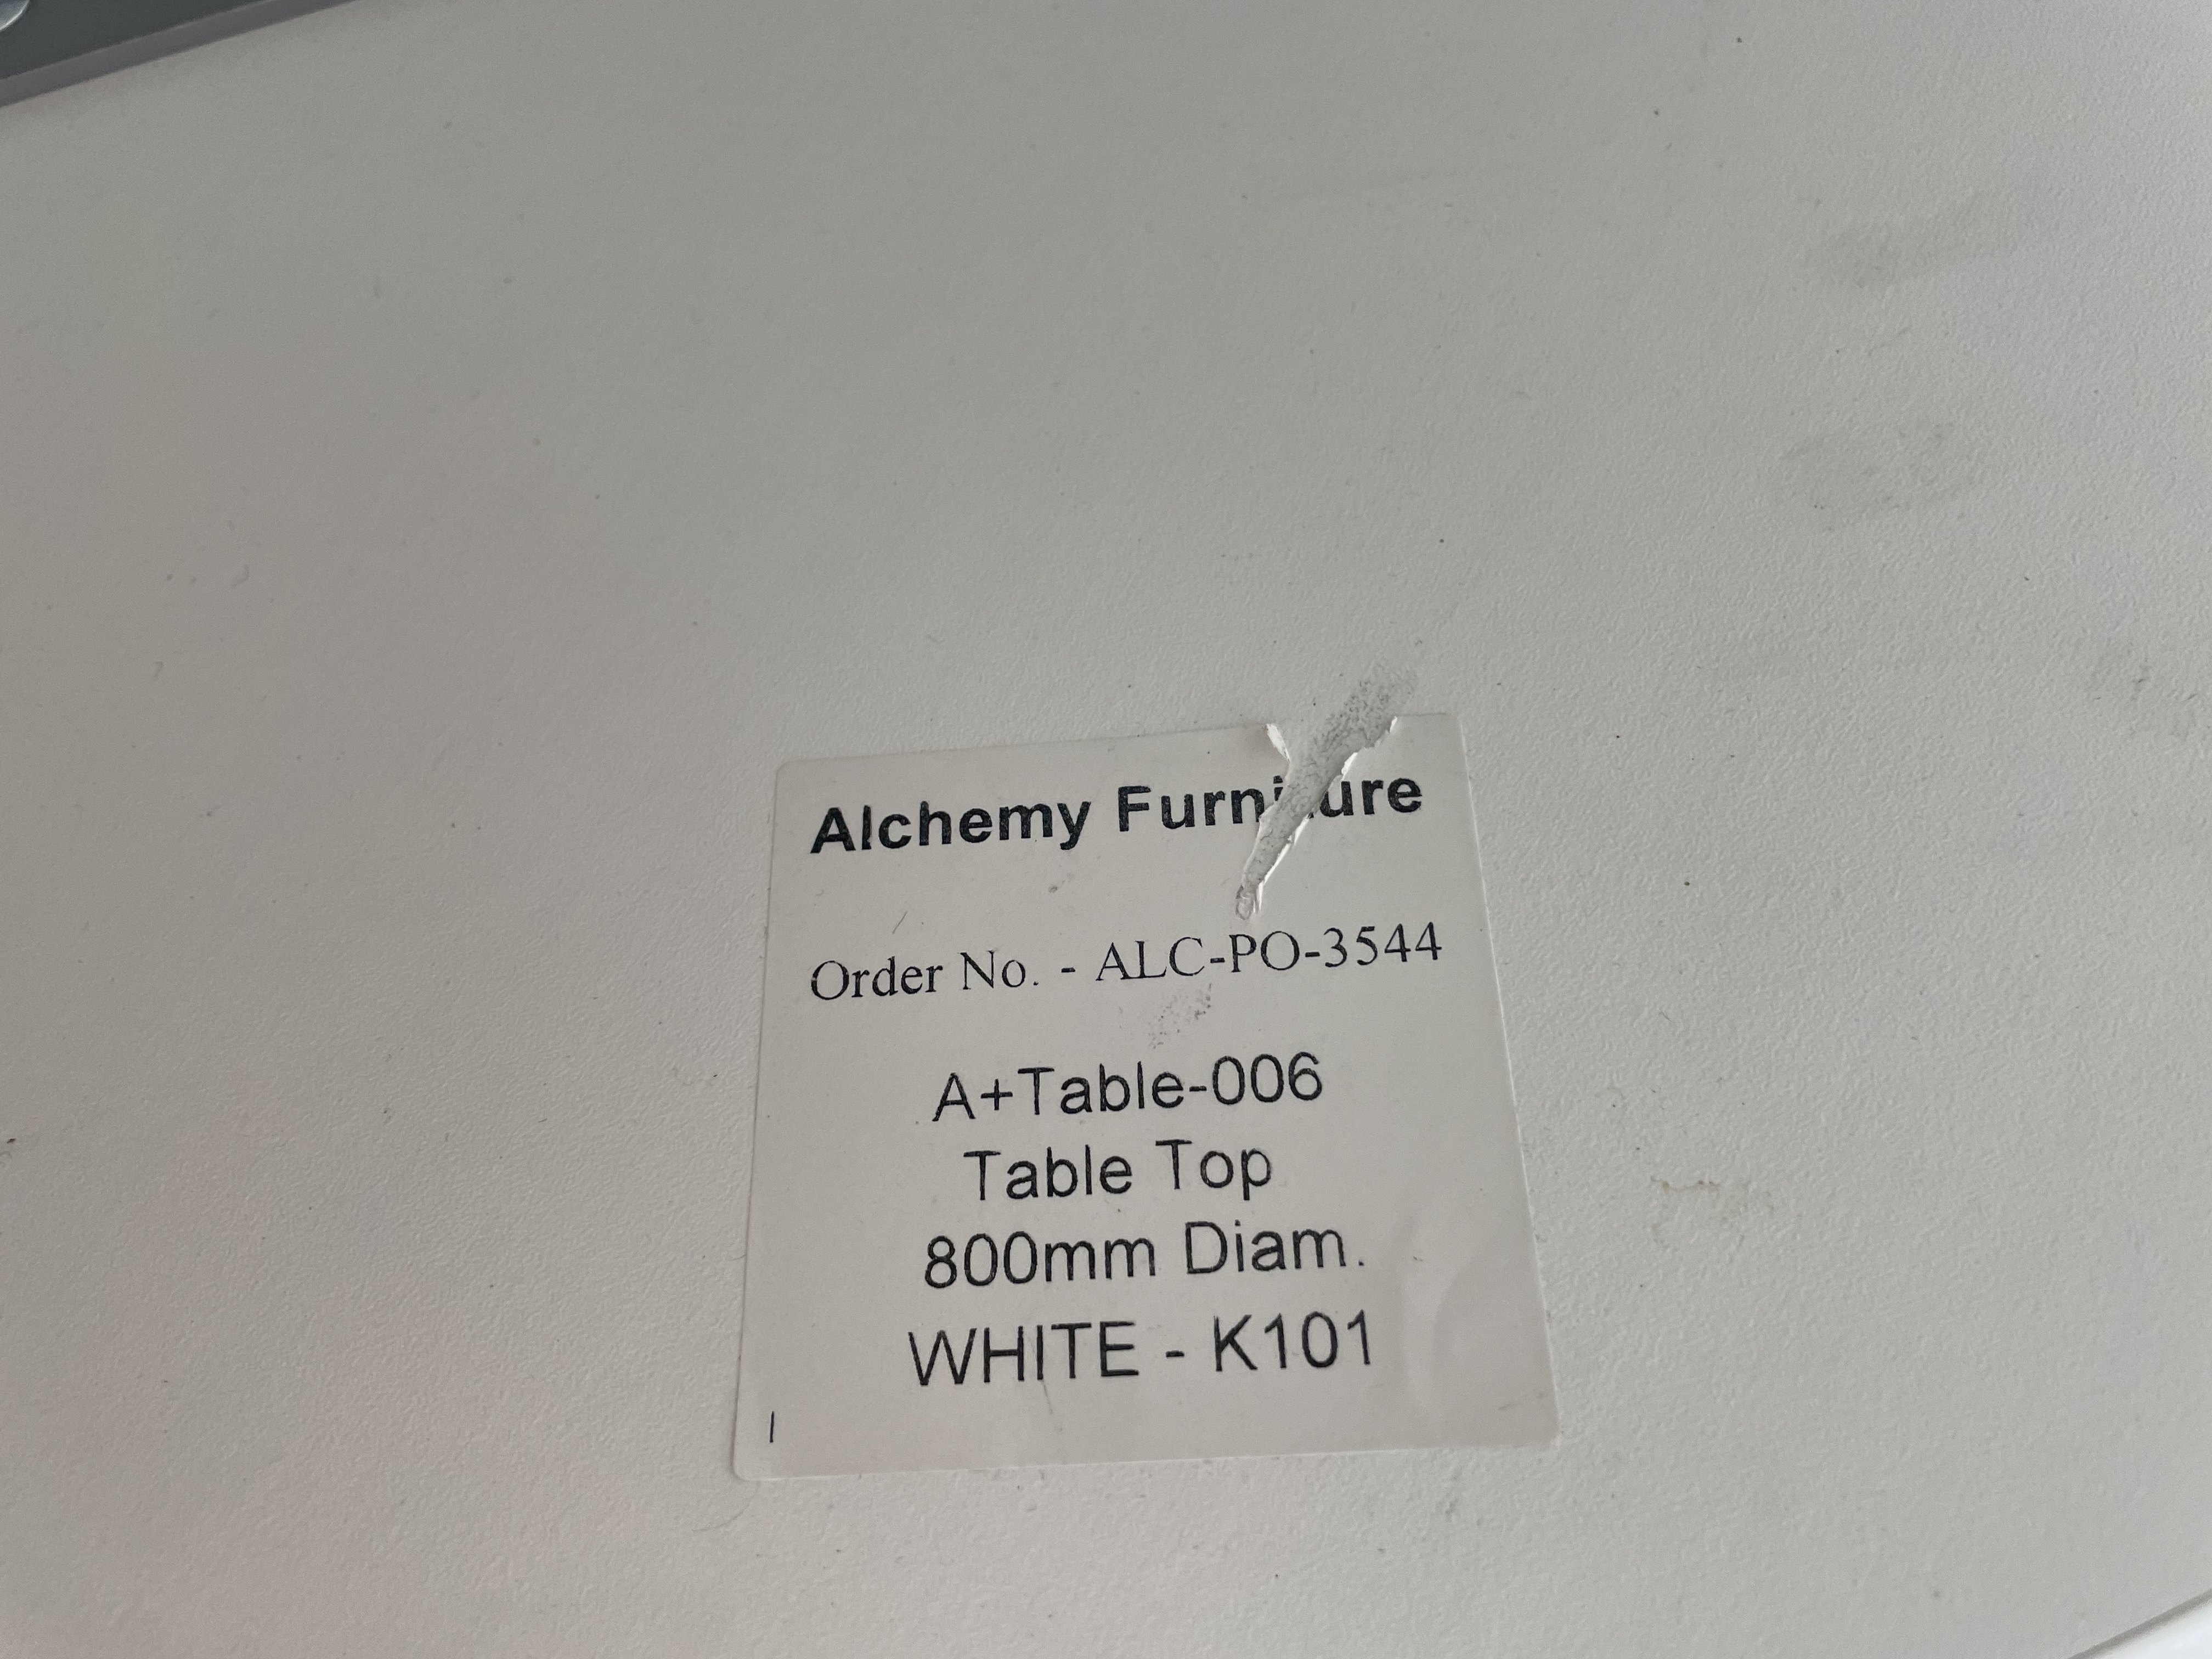 Alchemy Furniture
Order No. - ALC-PO-3544
A+Table-006
Table Top
800mm Diam.
WHITE - K101